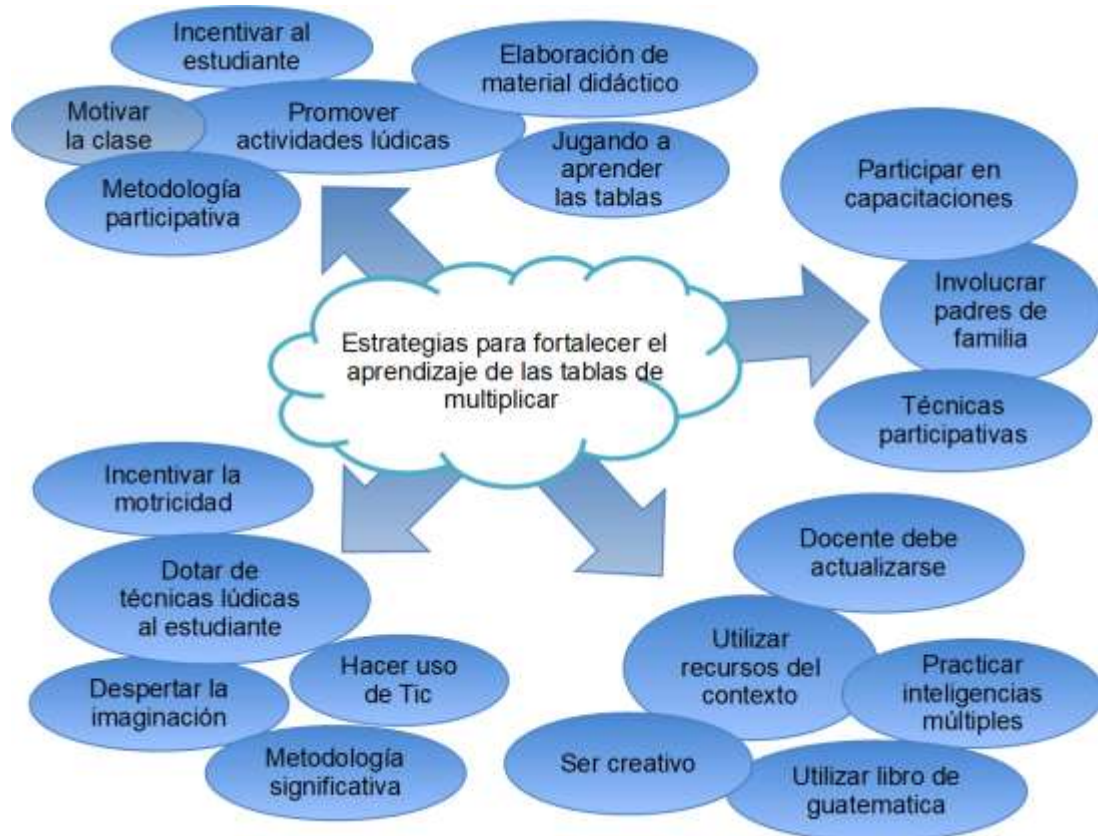 Incentivar al
estudiante
Elaboración de
material didáctico
Motivar
la clase
Promover
actividades lúdicas
Jugando a
aprender
las tablas
Metodología
participativa
Participar en
capacitaciones
Involucrar
padres de
familia
Técnicas
participativas
Estrategias para fortalecer el
aprendizaje de las tablas de
multiplicar
Incentivar la
motricidad
Dotar de
técnicas lúdicas
al estudiante
Hacer uso
de Tic
Despertar la
imaginación
Metodología
significativa
Docente debe
actualizarse
Utilizar
recursos del
contexto
Practicar
inteligencias
múltiples
Ser creativo
Utilizar libro de
guatematica